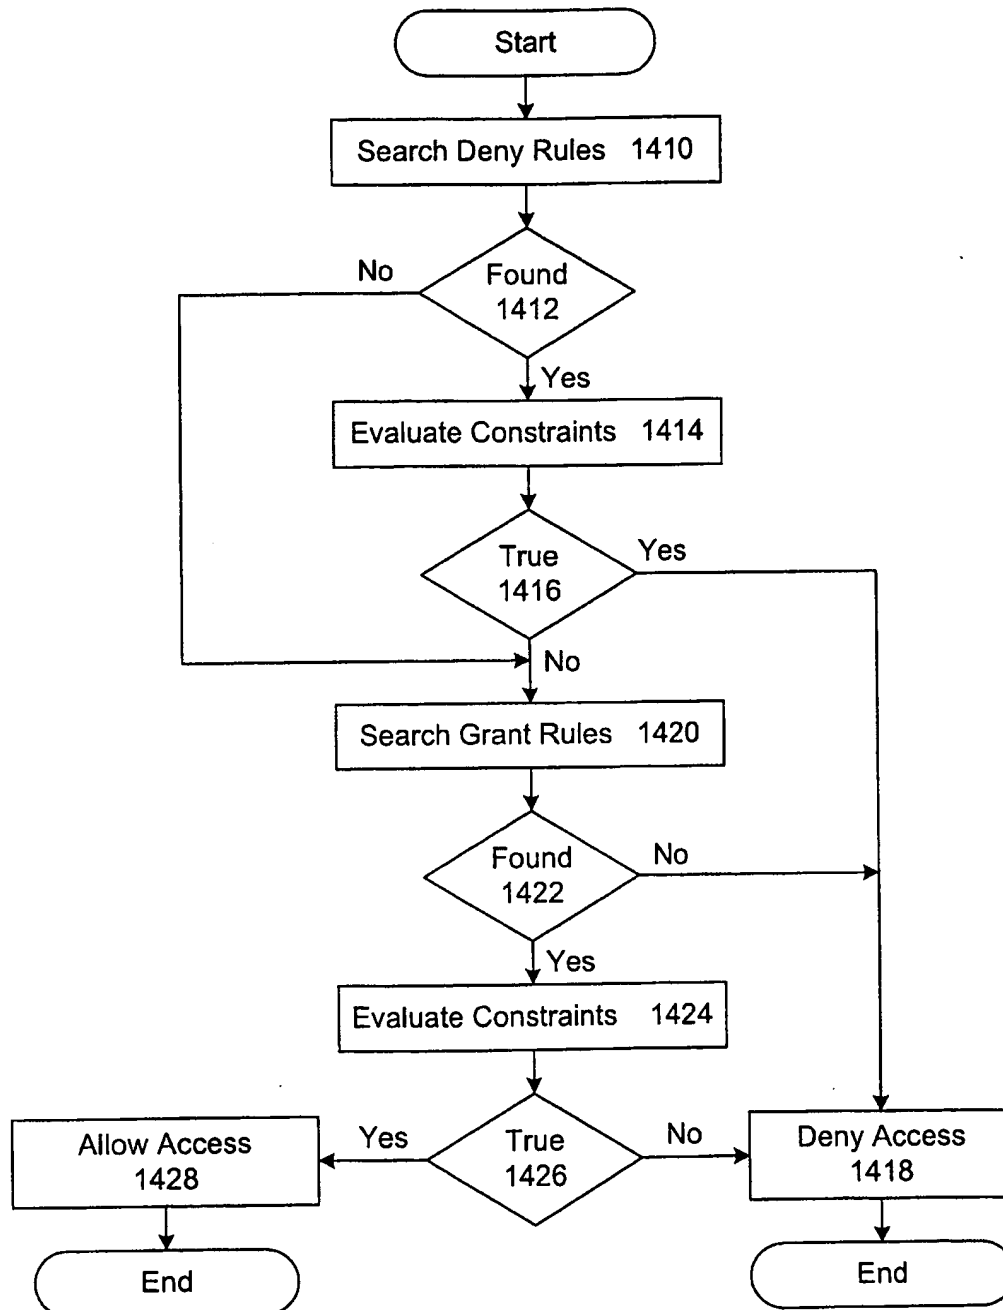 Start
Search Deny Rules 1410
No
Found
1412
Yes
Evaluate Constraints 1414
True
1416
Yes
No
Search Grant Rules 1420
Found
1422
No
Yes
Evaluate Constraints 1424
Allow Access
1428
Yes
True
1426
No
Deny Access
1418
End
End